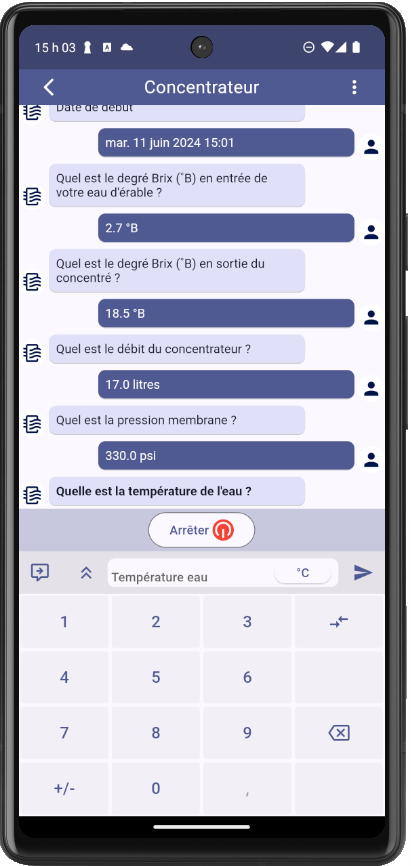 15 h 03
Concentrateur
Date de début
mar. 11 juin 2024 15:01
Quel est le degré Brix (°B) en entrée de
votre eau d'érable ?
2.7 °B
Quel est le degré Brix (°B) en sortie du
concentré ?
18.5 °B
Quel est le débit du concentrateur ?
17.0 litres
Quel est la pression membrane ?
330.0 psi
Quelle est la température de l'eau ?
Arrêter
Température eau °C
1 2 3
4 5 6
7 8 9
+/- 0 ,